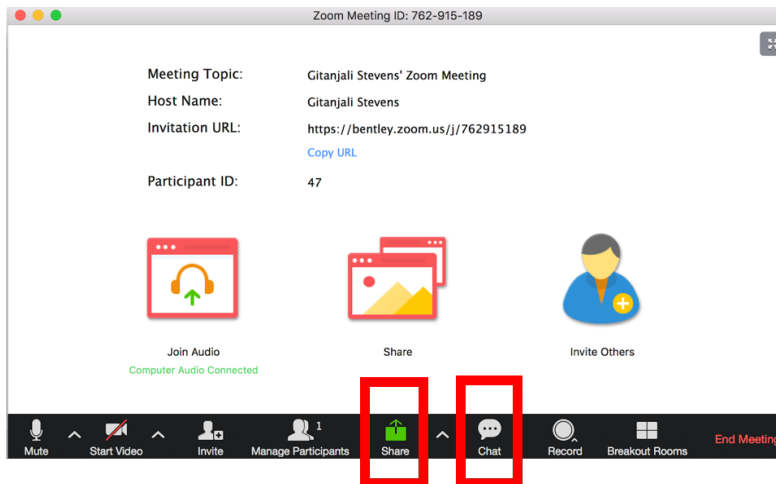 Zoom Meeting ID: 762-915-189
Meeting Topic: Gitanjali Stevens' Zoom Meeting
Host Name: Gitanjali Stevens
Invitation URL: https://bentley.zoom.us/j/762915189
Copy URL
Participant ID: 47
Join Audio Share Invite Others
Computer Audio Connected
1
Mute Start Video Invite Manage Participants Share Chat Record Breakout Rooms End Meeting